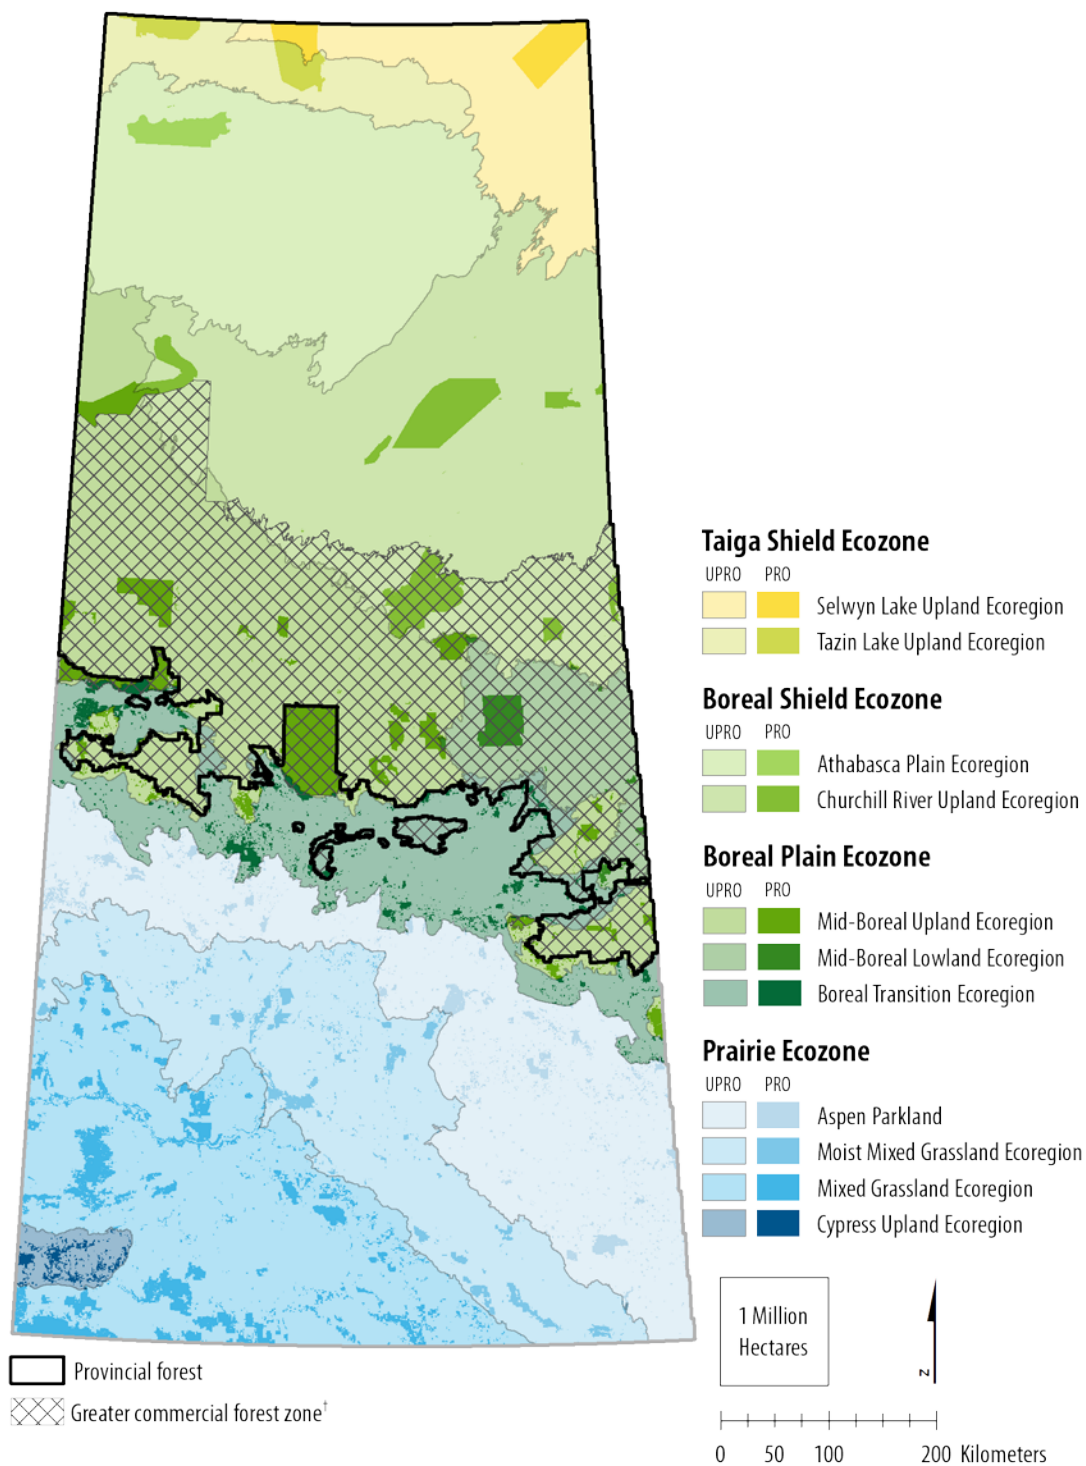 Taiga Shield Ecozone
UPRO PRO
Selwyn Lake Upland Ecoregion
Tazin Lake Upland Ecoregion
Boreal Shield Ecozone
UPRO PRO
Athabasca Plain Ecoregion
Churchill River Upland Ecoregion
Boreal Plain Ecozone
UPRO PRO
Mid-Boreal Upland Ecoregion
Mid-Boreal Lowland Ecoregion
Boreal Transition Ecoregion
Prairie Ecozone
UPRO PRO
Aspen Parkland
Moist Mixed Grassland Ecoregion
Mixed Grassland Ecoregion
Cypress Upland Ecoregion
1 Million
Hectares
N
Provincial forest
Greater commercial forest zone†
0 50 100 200 Kilometers